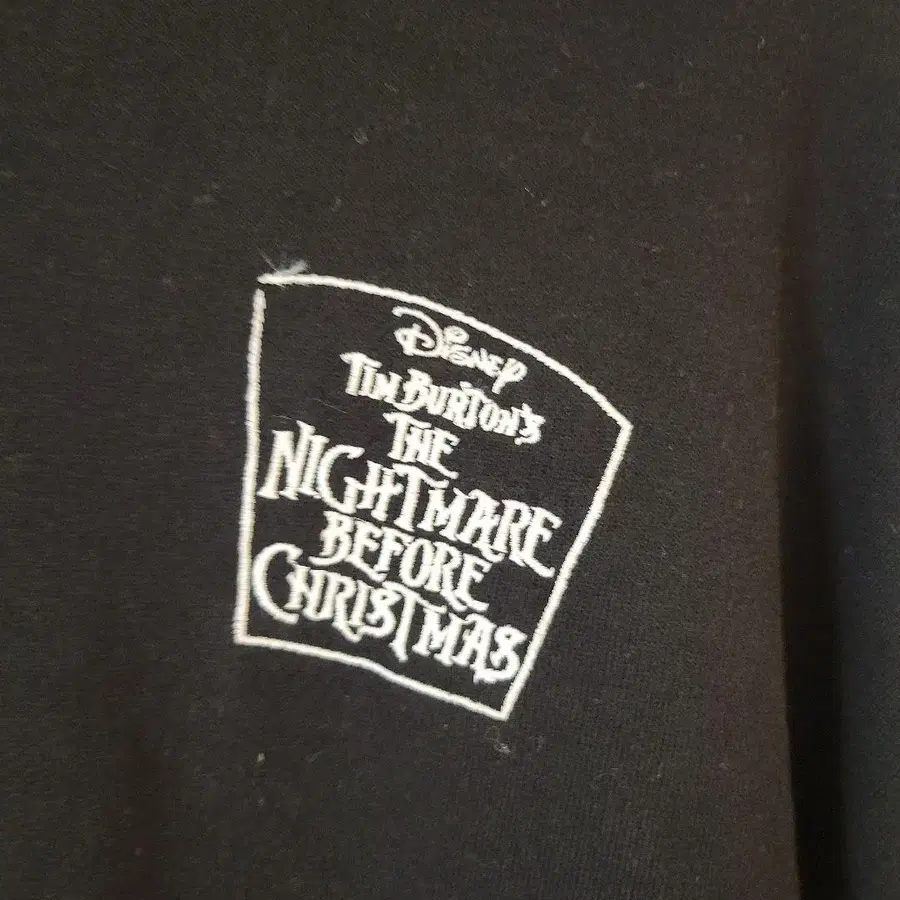 Disney
Tim Burton's
The
Nightmare
Before
Christmas